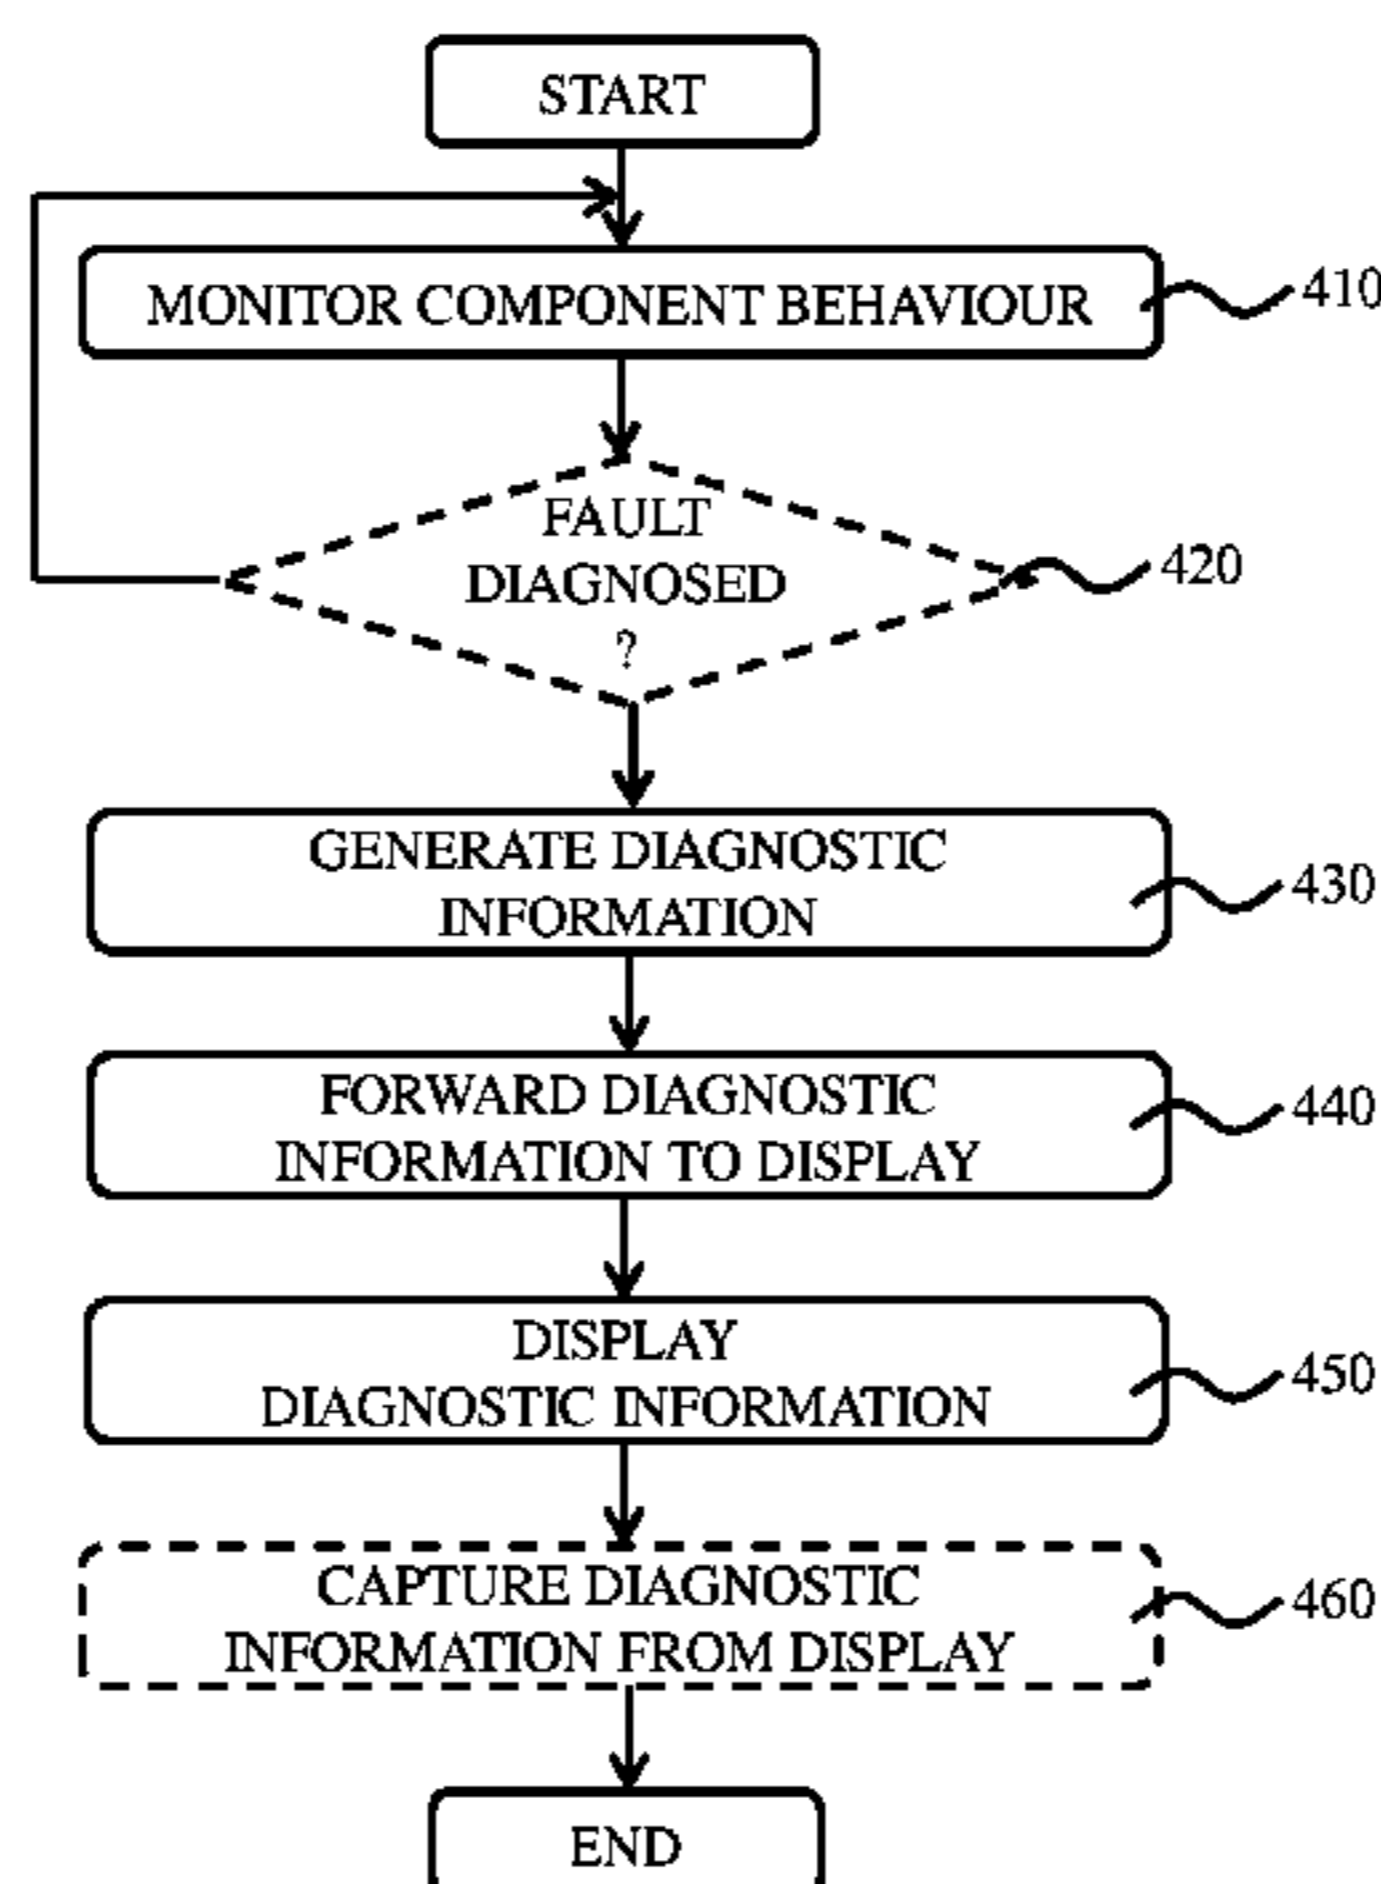 START
MONITOR COMPONENT BEHAVIOUR
410
FAULT
DIAGNOSED
?
420
GENERATE DIAGNOSTIC
INFORMATION
430
FORWARD DIAGNOSTIC
INFORMATION TO DISPLAY
440
DISPLAY
DIAGNOSTIC INFORMATION
450
CAPTURE DIAGNOSTIC
INFORMATION FROM DISPLAY
460
END